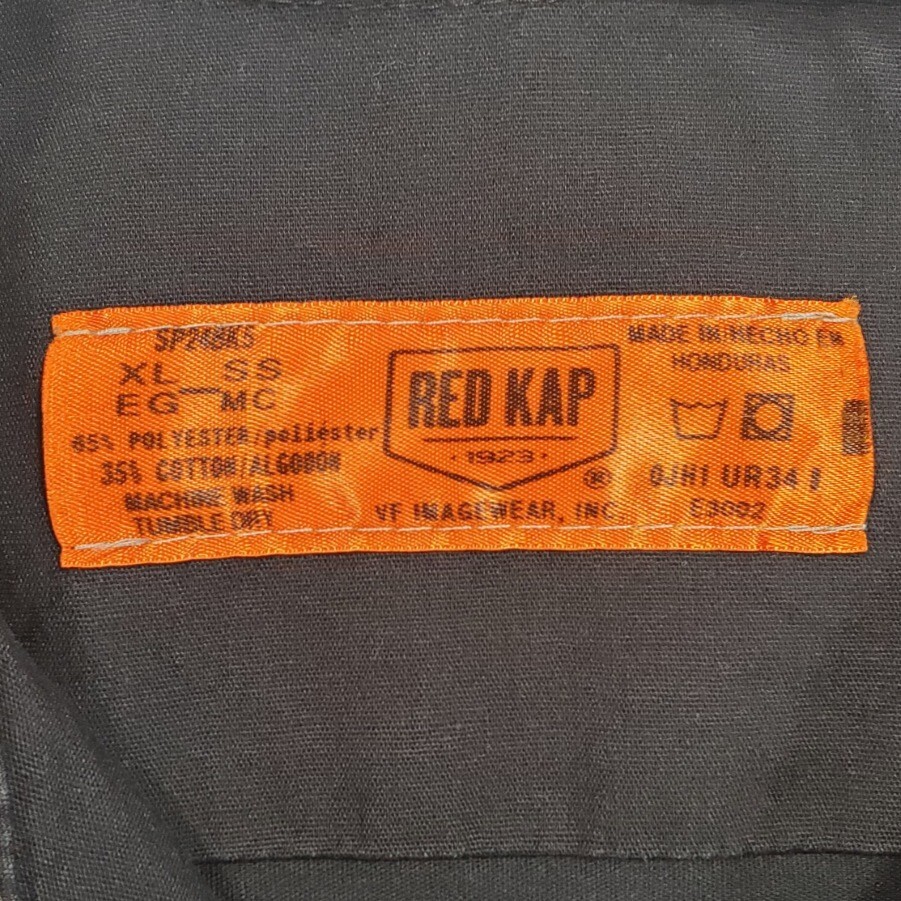 SP24BK5
XL SS
EG MC
65% POLYESTER/poliester
35% COTTON/ALGODON
MACHINE WASH
TUMBLE DRY
RED KAP
· 1923 ·
®
VF IMAGEWEAR, INC.
MADE IN/HECHO EN
HONDURAS
UR34